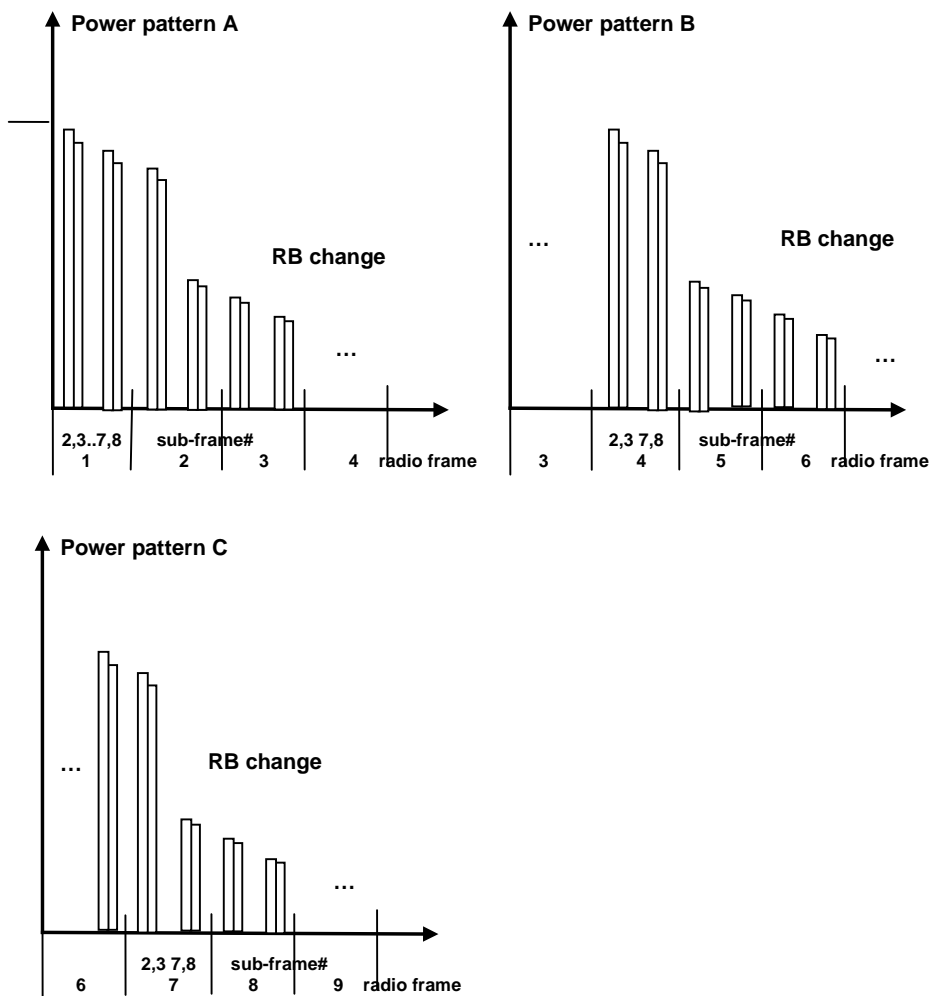 Power pattern A
RB change
...
2,3..7,8 sub-frame#
1 2 3 4 radio frame
Power pattern B
...
RB change
...
2,3 7,8 sub-frame#
3 4 5 6 radio frame
Power pattern C
...
RB change
...
2,3 7,8 sub-frame#
6 7 8 9 radio frame